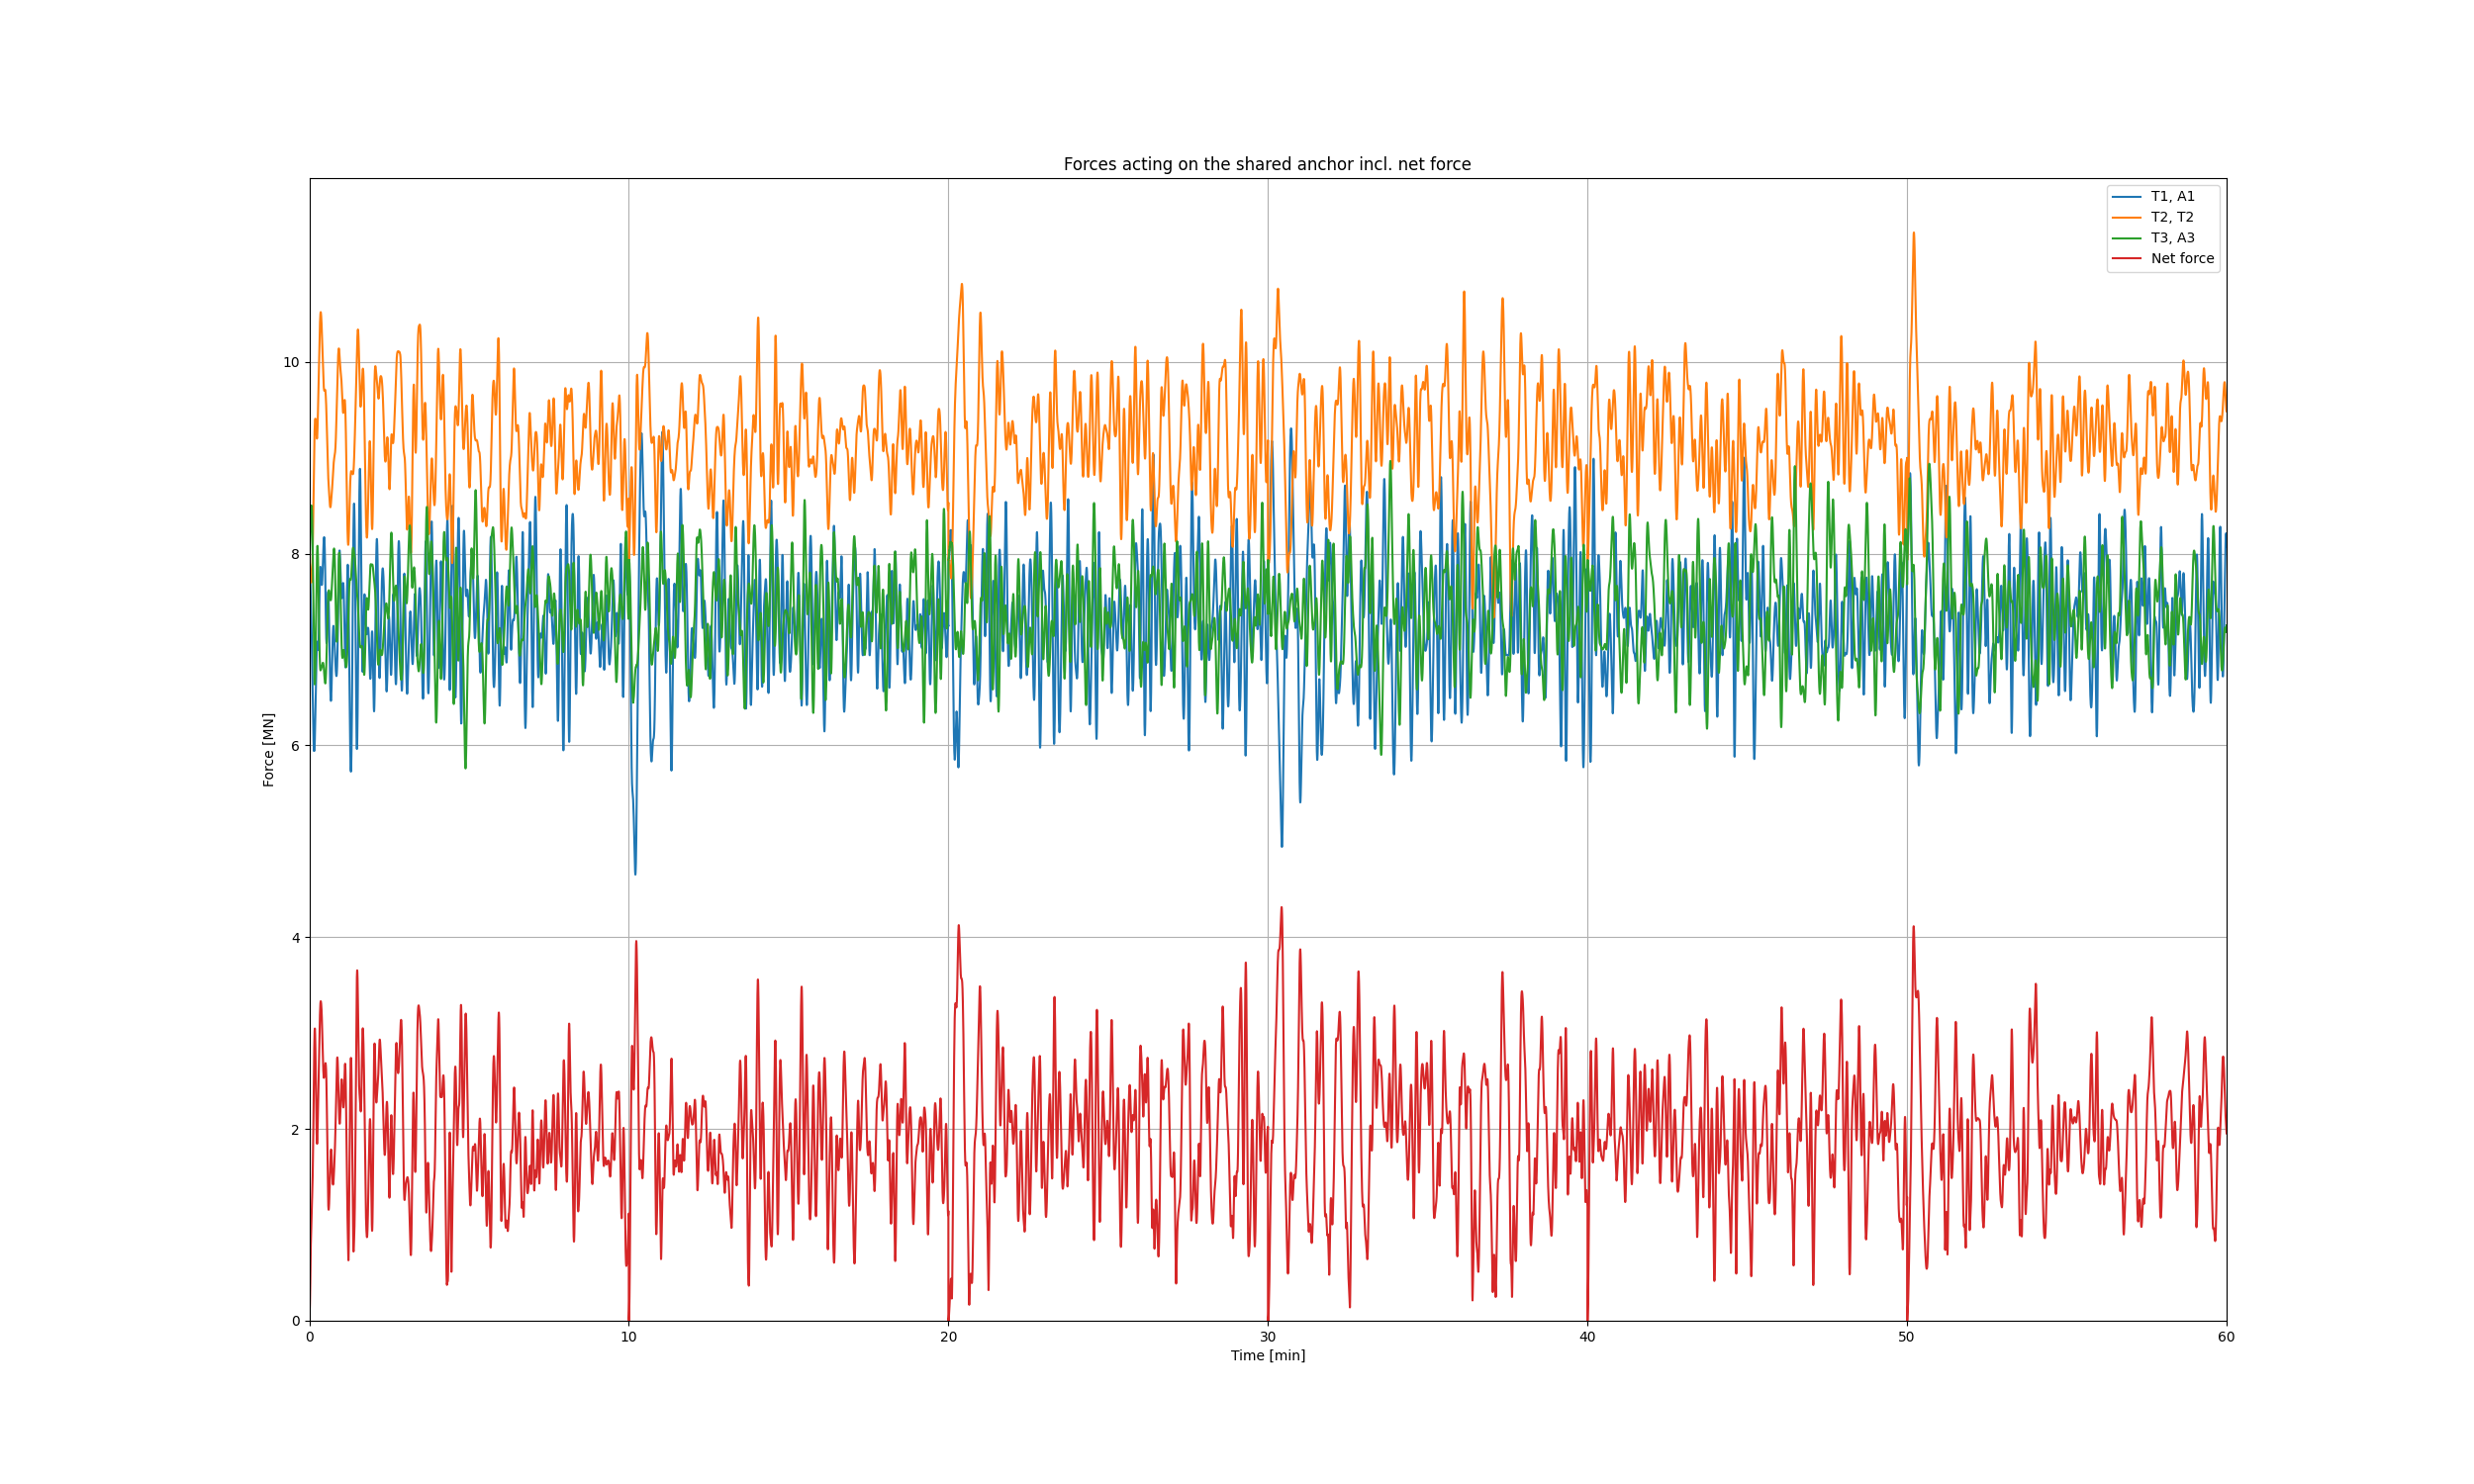 Forces acting on the shared anchor incl. net force
T1, A1
T2, T2
T3, A3
Net force
Force [MN]
10
8
6
4
2
0
0 10 20 30 40 50 60
Time [min]